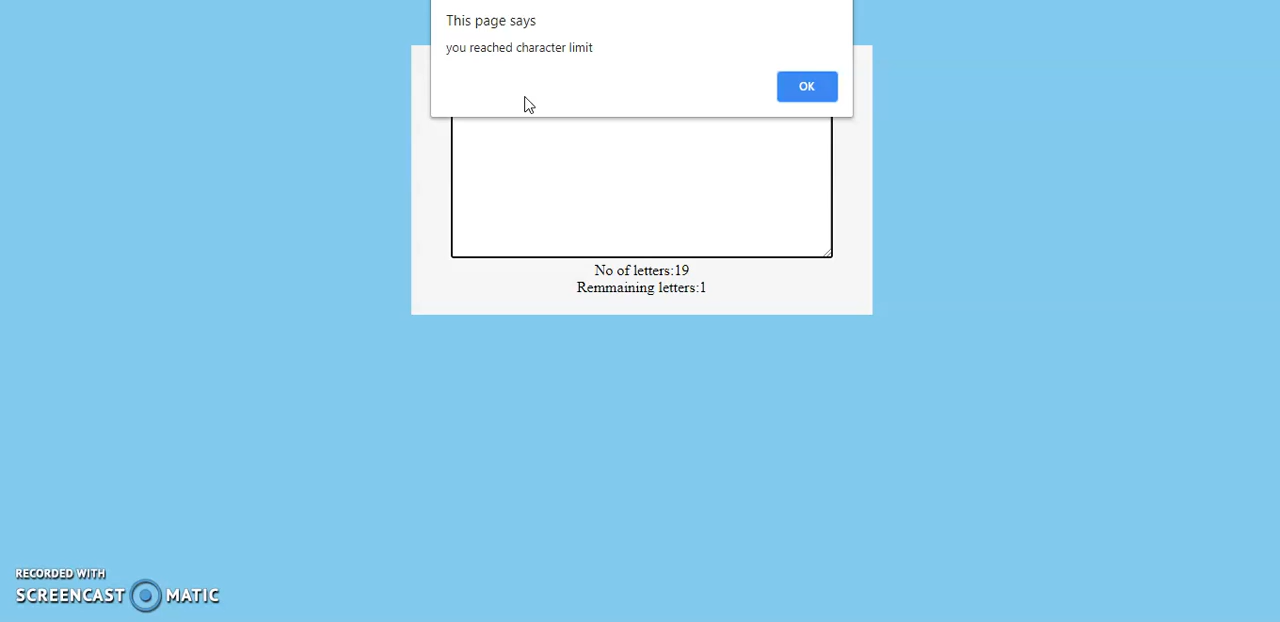 This page says
you reached character limit
OK
No of letters:19
Remmaining letters:1
RECORDED WITH
SCREENCAST MATIC